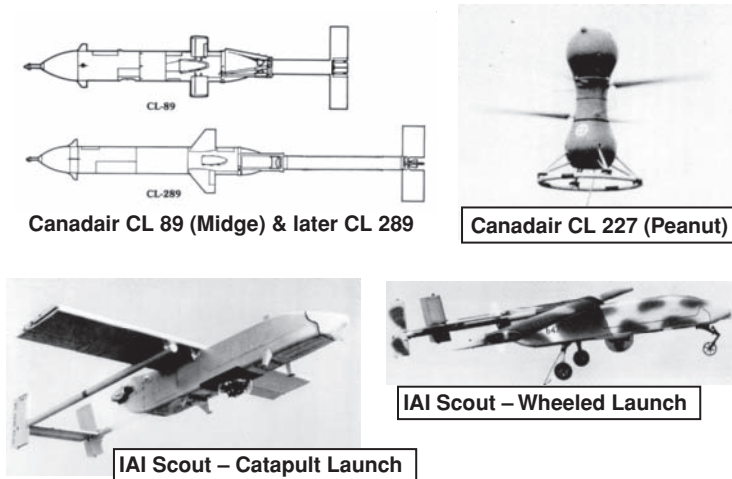 CL-89
CL-289
Canadair CL 89 (Midge) & later CL 289
Canadair CL 227 (Peanut)
IAI Scout – Wheeled Launch
IAI Scout – Catapult Launch